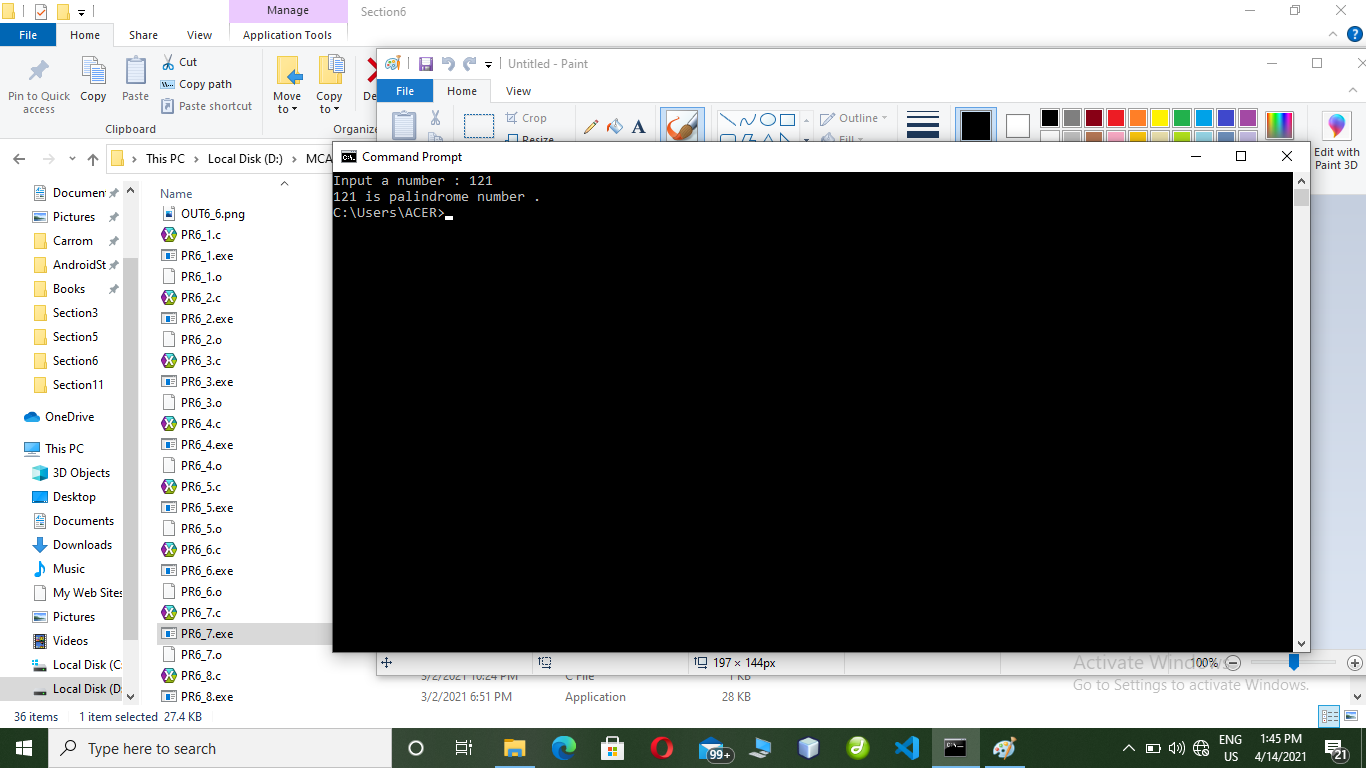 Manage
Section6
File
Home
Share
View
Application Tools
Pin to Quick access
Copy
Paste
Cut
Copy path
Paste shortcut
Move to
Copy to
De
Clipboard
Organize
Untitled - Paint
File
Home
View
Crop
Resize
A
Outline
Fill
Edit with Paint 3D
This PC > Local Disk (D:) > MCA
Command Prompt
Input a number : 121
121 is palindrome number .
C:\Users\ACER>
Documen
Pictures
Carrom
AndroidSt
Books
Section3
Section5
Section6
Section11
OneDrive
This PC
3D Objects
Desktop
Documents
Downloads
Music
My Web Sites
Pictures
Videos
Local Disk (C
Local Disk (D
Name
OUT6_6.png
PR6_1.c
PR6_1.exe
PR6_1.o
PR6_2.c
PR6_2.exe
PR6_2.o
PR6_3.c
PR6_3.exe
PR6_3.o
PR6_4.c
PR6_4.exe
PR6_4.o
PR6_5.c
PR6_5.exe
PR6_5.o
PR6_6.c
PR6_6.exe
PR6_6.o
PR6_7.c
PR6_7.exe
PR6_7.o
PR6_8.c
PR6_8.exe
197 × 144px
100%
3/2/2021 10:24 PM C File 1 KB
3/2/2021 6:51 PM Application 28 KB
Activate Windows
Go to Settings to activate Windows.
36 items 1 item selected 27.4 KB
Type here to search
99+
ENG
US
1:45 PM
4/14/2021
21